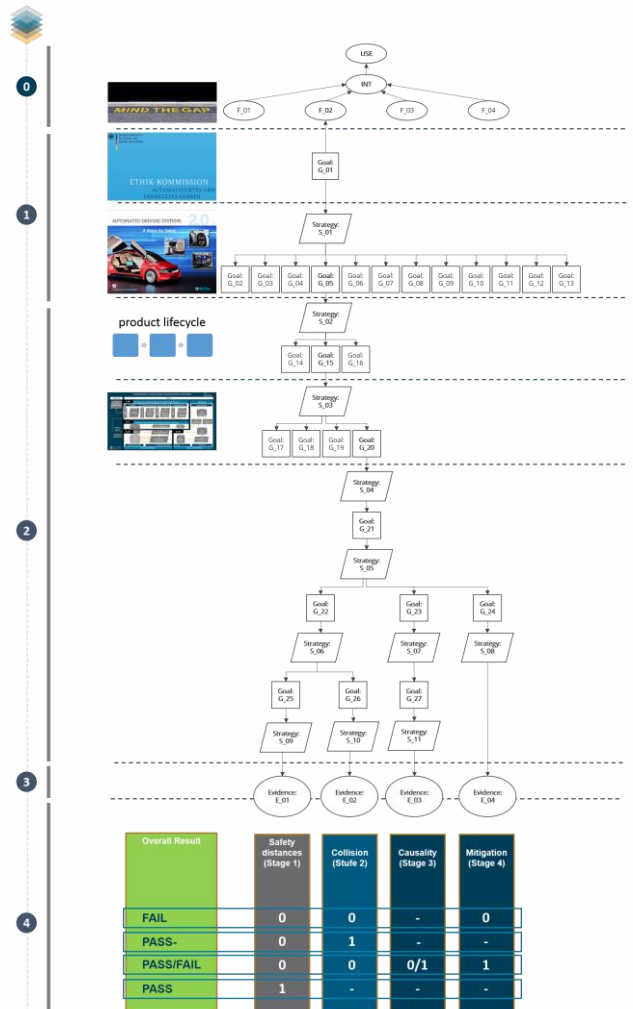 USE
0
INT
MIND THE GAP
F_01
F_02
F_03
F_04
Goal:
G_01
ETHIK-KOMMISSION
AUTOMATISIERTES UND
VERNETZTES FAHREN
1
AUTOMATED DRIVING SYSTEMS 2.0
A Vision for Safety
Strategy:
S_01
Goal: Goal: Goal: Goal: Goal: Goal: Goal: Goal: Goal: Goal: Goal: Goal:
G_02 G_03 G_04 G_05 G_06 G_07 G_08 G_09 G_10 G_11 G_12 G_13
product lifecycle
Strategy:
S_02
Goal: Goal: Goal:
G_14 G_15 G_16
Strategy:
S_03
Goal: Goal: Goal: Goal:
G_17 G_18 G_19 G_20
Strategy:
S_04
2
Goal:
G_21
Strategy:
S_05
Goal: Goal: Goal:
G_22 G_23 G_24
Strategy: Strategy: Strategy:
S_06 S_07 S_08
Goal: Goal: Goal:
G_25 G_26 G_27
Strategy: Strategy: Strategy:
S_09 S_10 S_11
3
Evidence: Evidence: Evidence: Evidence:
E_01 E_02 E_03 E_04
4
Overall Result
Safety
distances
(Stage 1)
Collision
(Stufe 2)
Causality
(Stage 3)
Mitigation
(Stage 4)
FAIL 0 0 - 0
PASS- 0 1 - -
PASS/FAIL 0 0 0/1 1
PASS 1 - - -